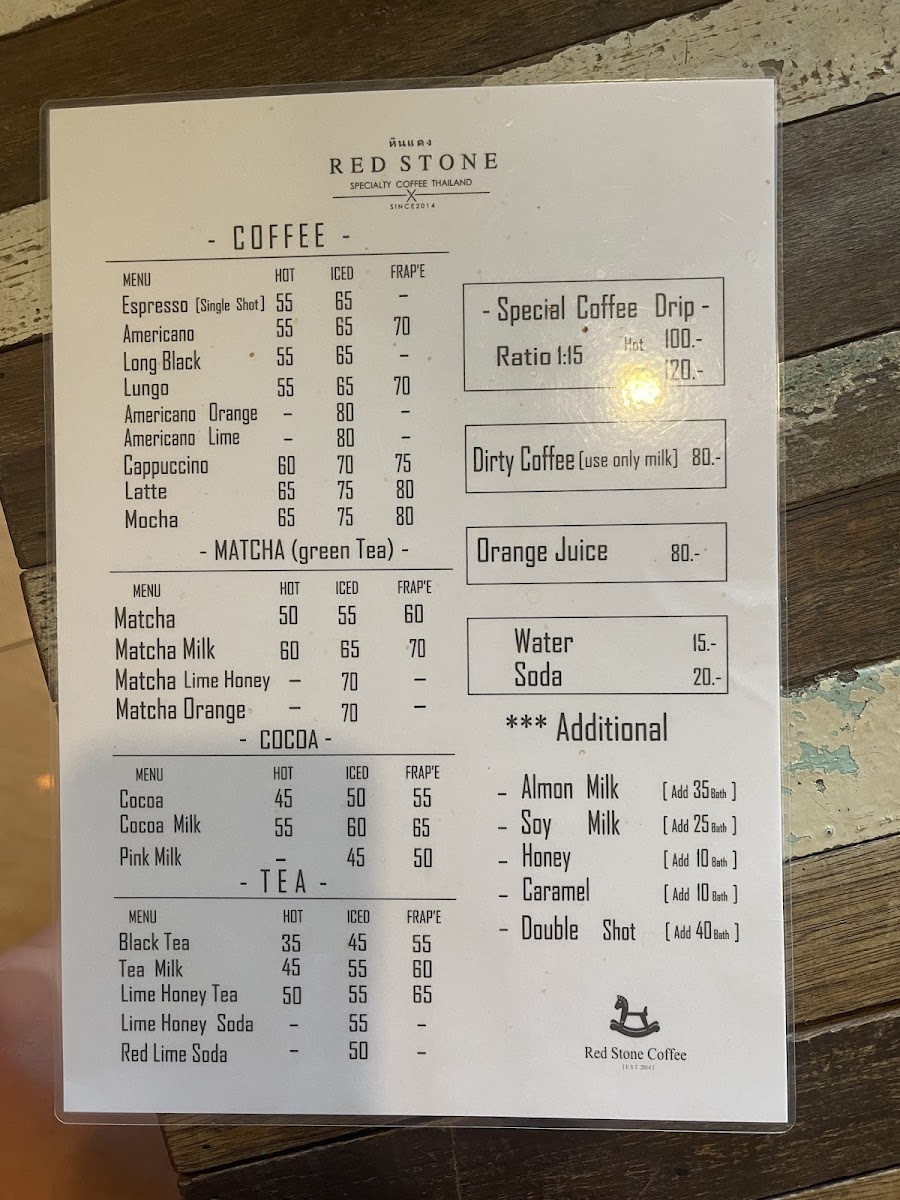 หินแดง
RED STONE
SPECIALTY COFFEE THAILAND
X
SINCE2014
- COFFEE -
MENU HOT ICED FRAP'E
Espresso [Single Shot] 55 65 -
Americano 55 65 70
Long Black 55 65 -
Lungo 55 65 70
Americano Orange - 80 -
Americano Lime - 80 -
Cappuccino 60 70 75
Latte 65 75 80
Mocha 65 75 80
- MATCHA (green Tea) -
MENU HOT ICED FRAP'E
Matcha 50 55 60
Matcha Milk 60 65 70
Matcha Lime Honey - 70 -
Matcha Orange - 70 -
- COCOA -
MENU HOT ICED FRAP'E
Cocoa 45 50 55
Cocoa Milk 55 60 65
Pink Milk - 45 50
- TEA -
MENU HOT ICED FRAP'E
Black Tea 35 45 55
Tea Milk 45 55 60
Lime Honey Tea 50 55 65
Lime Honey Soda - 55 -
Red Lime Soda - 50 -
- Special Coffee Drip -
Ratio 1:15 Hot 100.-
120.-
Dirty Coffee [use only milk] 80.-
Orange Juice 80.-
Water 15.-
Soda 20.-
*** Additional
- Almon Milk [ Add 35 Bath ]
- Soy Milk [ Add 25 Bath ]
- Honey [ Add 10 Bath ]
- Caramel [ Add 10 Bath ]
- Double Shot [ Add 40 Bath ]
Red Stone Coffee
[ E S T. 2014 ]